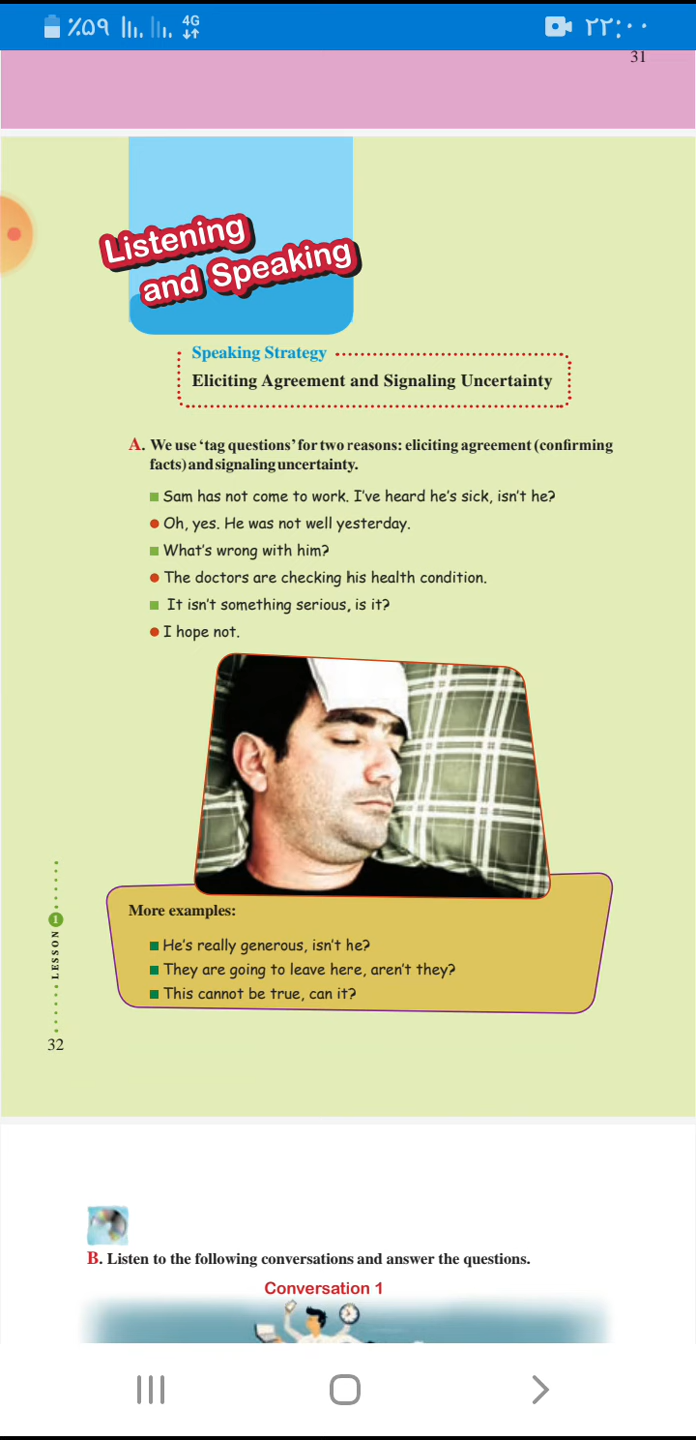 ٪۵۹ 4G ۲۲:۰۰
31
Listening
and Speaking
Speaking Strategy
Eliciting Agreement and Signaling Uncertainty
A. We use ‘tag questions’ for two reasons: eliciting agreement (confirming
facts) and signaling uncertainty.
Sam has not come to work. I’ve heard he’s sick, isn’t he?
Oh, yes. He was not well yesterday.
What’s wrong with him?
The doctors are checking his health condition.
It isn’t something serious, is it?
I hope not.
More examples:
He’s really generous, isn’t he?
They are going to leave here, aren’t they?
This cannot be true, can it?
LESSON 1
32
B. Listen to the following conversations and answer the questions.
Conversation 1